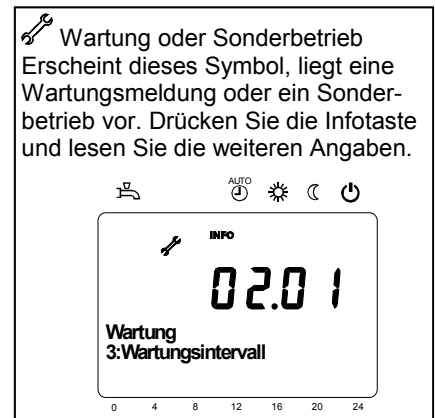 Wartung oder Sonderbetrieb
Erscheint dieses Symbol, liegt eine
Wartungsmeldung oder ein Sonder-
betrieb vor. Drücken Sie die Infotaste
und lesen Sie die weiteren Angaben.
AUTO
INFO
02.01
Wartung
3:Wartungsintervall
0 4 8 12 16 20 24